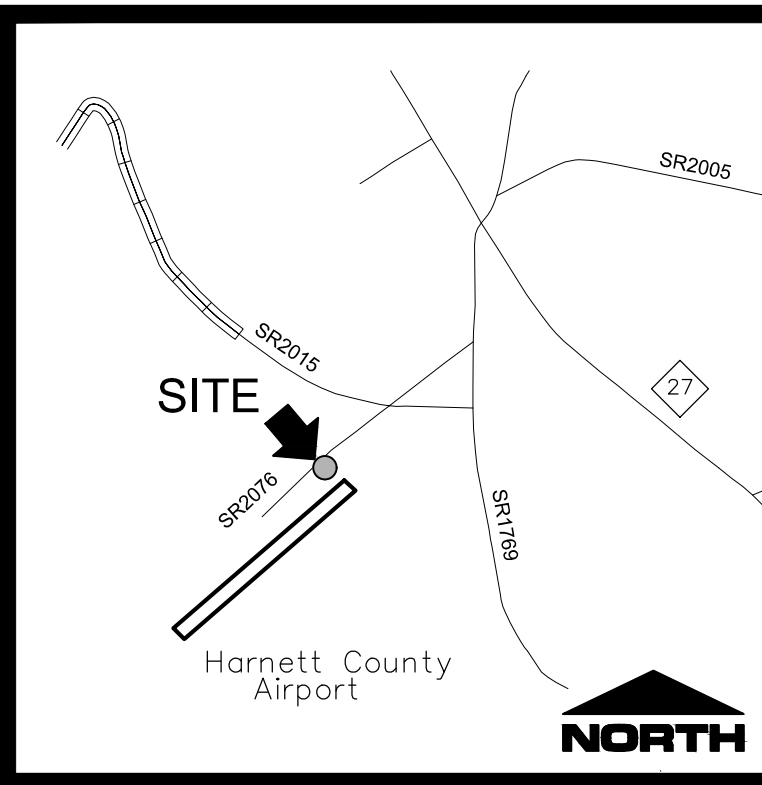 SR2005
SR2015
27
SITE
SR2076
SR1769
Harnett County
Airport
NORTH